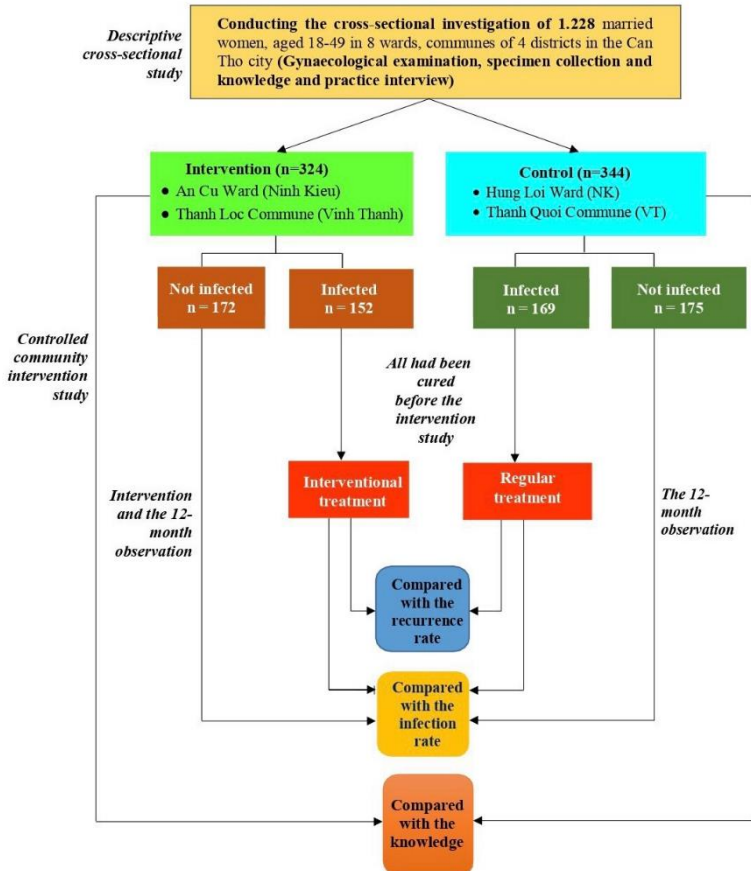 Descriptive
cross-sectional
study
Conducting the cross-sectional investigation of 1.228 married
women, aged 18-49 in 8 wards, communes of 4 districts in the Can
Tho city (Gynaecological examination, specimen collection and
knowledge and practice interview)
Intervention (n=324)
● An Cu Ward (Ninh Kieu)
● Thanh Loc Commune (Vinh Thanh)
Control (n=344)
• Hung Loi Ward (NK)
• Thanh Quoi Commune (VT)
Not infected
n = 172
Infected
n = 152
Infected
n = 169
Not infected
n = 175
Controlled
community
intervention
study
All had been
cured
before the
intervention
study
Intervention
and the 12-
month
observation
Interventional
treatment
Regular
treatment
The 12-
month
observation
Compared
with the
recurrence
rate
Compared
with the
infection
rate
Compared
with the
knowledge